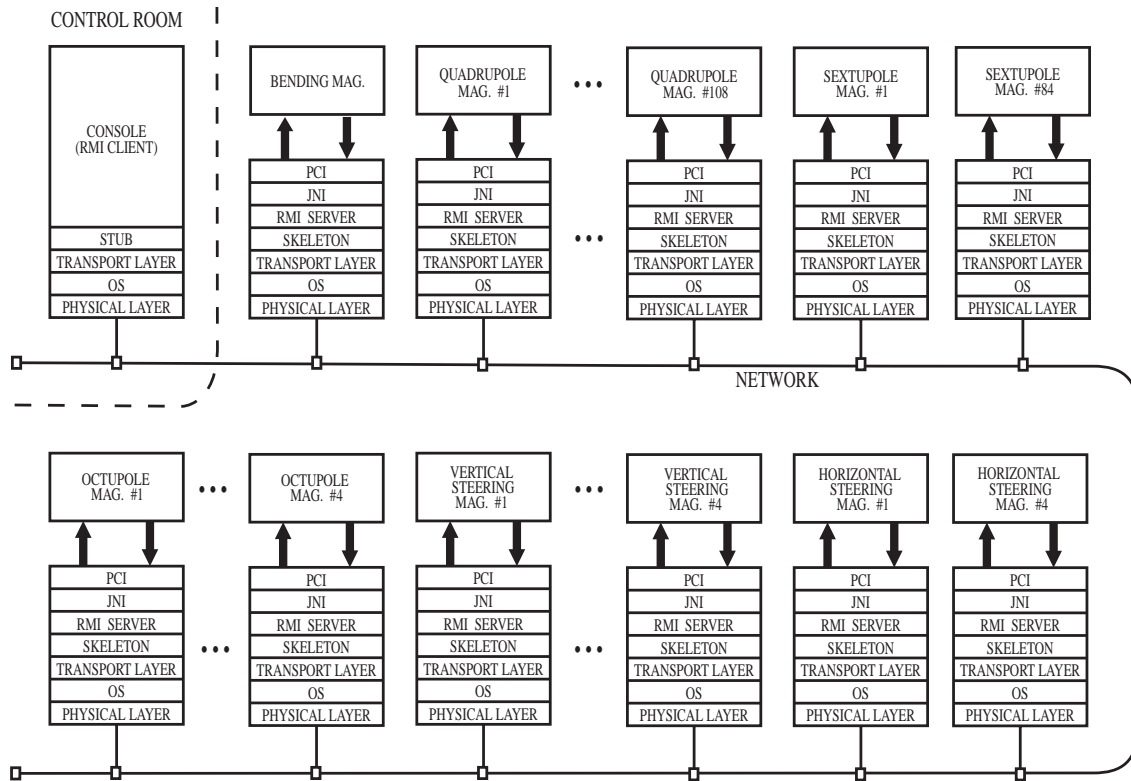 CONTROL ROOM
CONSOLE
(RMI CLIENT)
STUB
TRANSPORT LAYER
OS
PHYSICAL LAYER
BENDING MAG.
PCI
JNI
RMI SERVER
SKELETON
TRANSPORT LAYER
OS
PHYSICAL LAYER
QUADRUPOLE
MAG. #1
PCI
JNI
RMI SERVER
SKELETON
TRANSPORT LAYER
OS
PHYSICAL LAYER
•••
•••
QUADRUPOLE
MAG. #108
PCI
JNI
RMI SERVER
SKELETON
TRANSPORT LAYER
OS
PHYSICAL LAYER
SEXTUPOLE
MAG. #1
PCI
JNI
RMI SERVER
SKELETON
TRANSPORT LAYER
OS
PHYSICAL LAYER
SEXTUPOLE
MAG. #84
PCI
JNI
RMI SERVER
SKELETON
TRANSPORT LAYER
OS
PHYSICAL LAYER
NETWORK
OCTUPOLE
MAG. #1
PCI
JNI
RMI SERVER
SKELETON
TRANSPORT LAYER
OS
PHYSICAL LAYER
•••
•••
OCTUPOLE
MAG. #4
PCI
JNI
RMI SERVER
SKELETON
TRANSPORT LAYER
OS
PHYSICAL LAYER
VERTICAL
STEERING
MAG. #1
PCI
JNI
RMI SERVER
SKELETON
TRANSPORT LAYER
OS
PHYSICAL LAYER
•••
•••
VERTICAL
STEERING
MAG. #4
PCI
JNI
RMI SERVER
SKELETON
TRANSPORT LAYER
OS
PHYSICAL LAYER
HORIZONTAL
STEERING
MAG. #1
PCI
JNI
RMI SERVER
SKELETON
TRANSPORT LAYER
OS
PHYSICAL LAYER
HORIZONTAL
STEERING
MAG. #4
PCI
JNI
RMI SERVER
SKELETON
TRANSPORT LAYER
OS
PHYSICAL LAYER